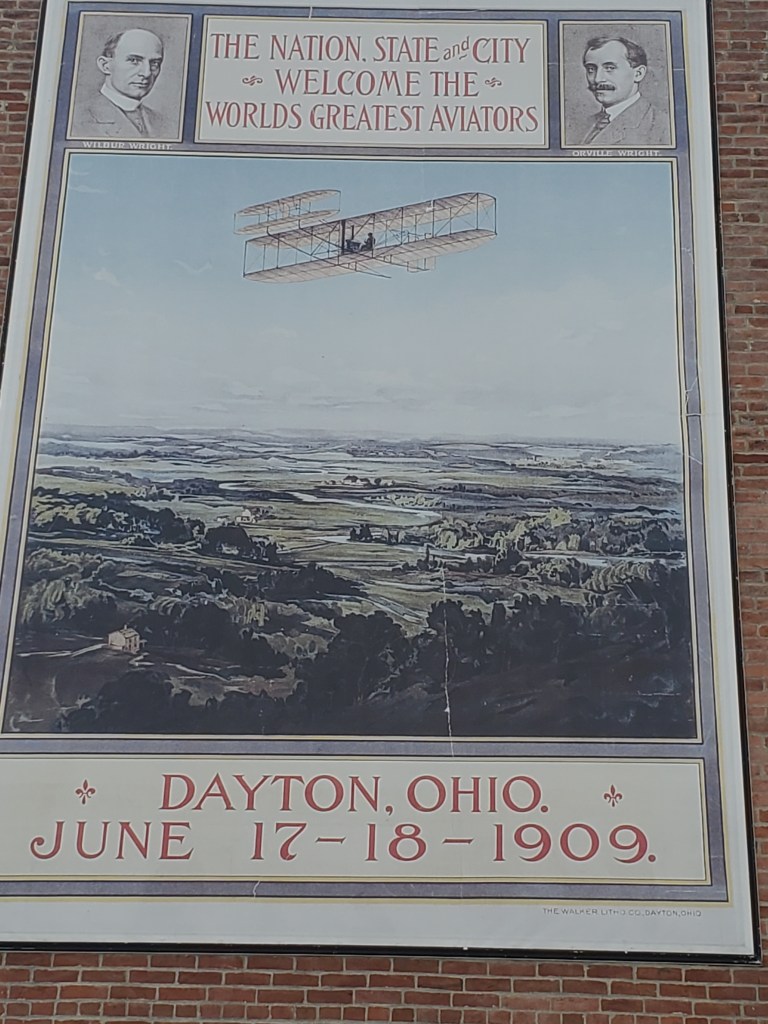 THE NATION, STATE and CITY
WELCOME THE
WORLDS GREATEST AVIATORS
WILBUR WRIGHT.
ORVILLE WRIGHT.
DAYTON, OHIO.
JUNE 17-18-1909.
THE WALKER LITHO. CO., DAYTON, OHIO